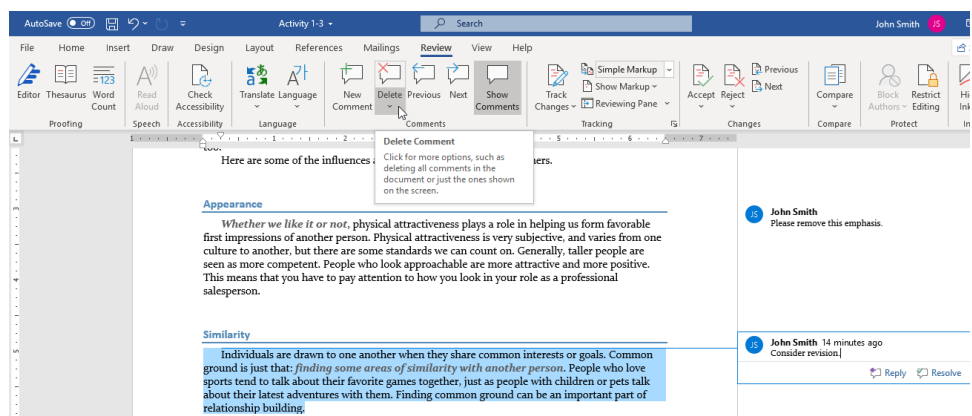 AutoSave Off Activity 1-3 Search John Smith JS
File Home Insert Draw Design Layout References Mailings Review View Help
Editor Thesaurus Word Count
Read Aloud
Check Accessibility
Translate Language
New Comment Delete Previous Next Show Comments
Track Changes
Simple Markup
Show Markup
Reviewing Pane
Accept Reject
Previous
Next
Compare
Block Authors
Restrict Editing
Proofing Speech Accessibility Language Comments Tracking Changes Compare Protect
Delete Comment
Click for more options, such as
deleting all comments in the
document or just the ones shown
on the screen.
Here are some of the influences
Appearance
Whether we like it or not, physical attractiveness plays a role in helping us form favorable
first impressions of another person. Physical attractiveness is very subjective, and varies from one
culture to another, but there are some standards we can count on. Generally, taller people are
seen as more competent. People who look approachable are more attractive and more positive.
This means that you have to pay attention to how you look in your role as a professional
salesperson.
JS John Smith
Please remove this emphasis.
Similarity
Individuals are drawn to one another when they share common interests or goals. Common
ground is just that: finding some areas of similarity with another person. People who love
sports tend to talk about their favorite games together, just as people with children or pets talk
about their latest adventures with them. Finding common ground can be an important part of
relationship building.
JS John Smith 14 minutes ago
Consider revision.
Reply Resolve